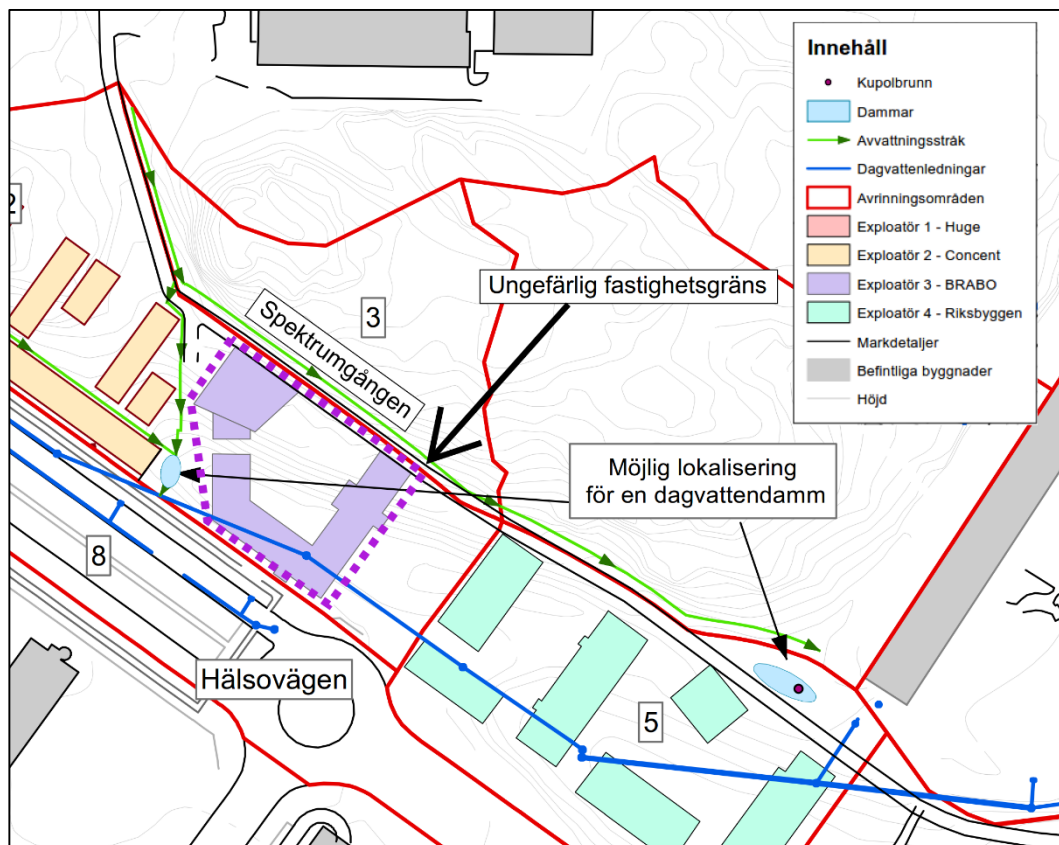 Innehåll
Kupolbrunn
Dammar
Avvattningsstråk
Dagvattenledningar
Avrinningsområden
Exploatör 1 - Huge
Exploatör 2 - Concent
Exploatör 3 - BRABO
Exploatör 4 - Riksbyggen
Markdetaljer
Befintliga byggnader
Höjd
2
Ungefärlig fastighetsgräns
3
Spektrumgången
Möjlig lokalisering
för en dagvattendamm
8
Hälsovägen
5